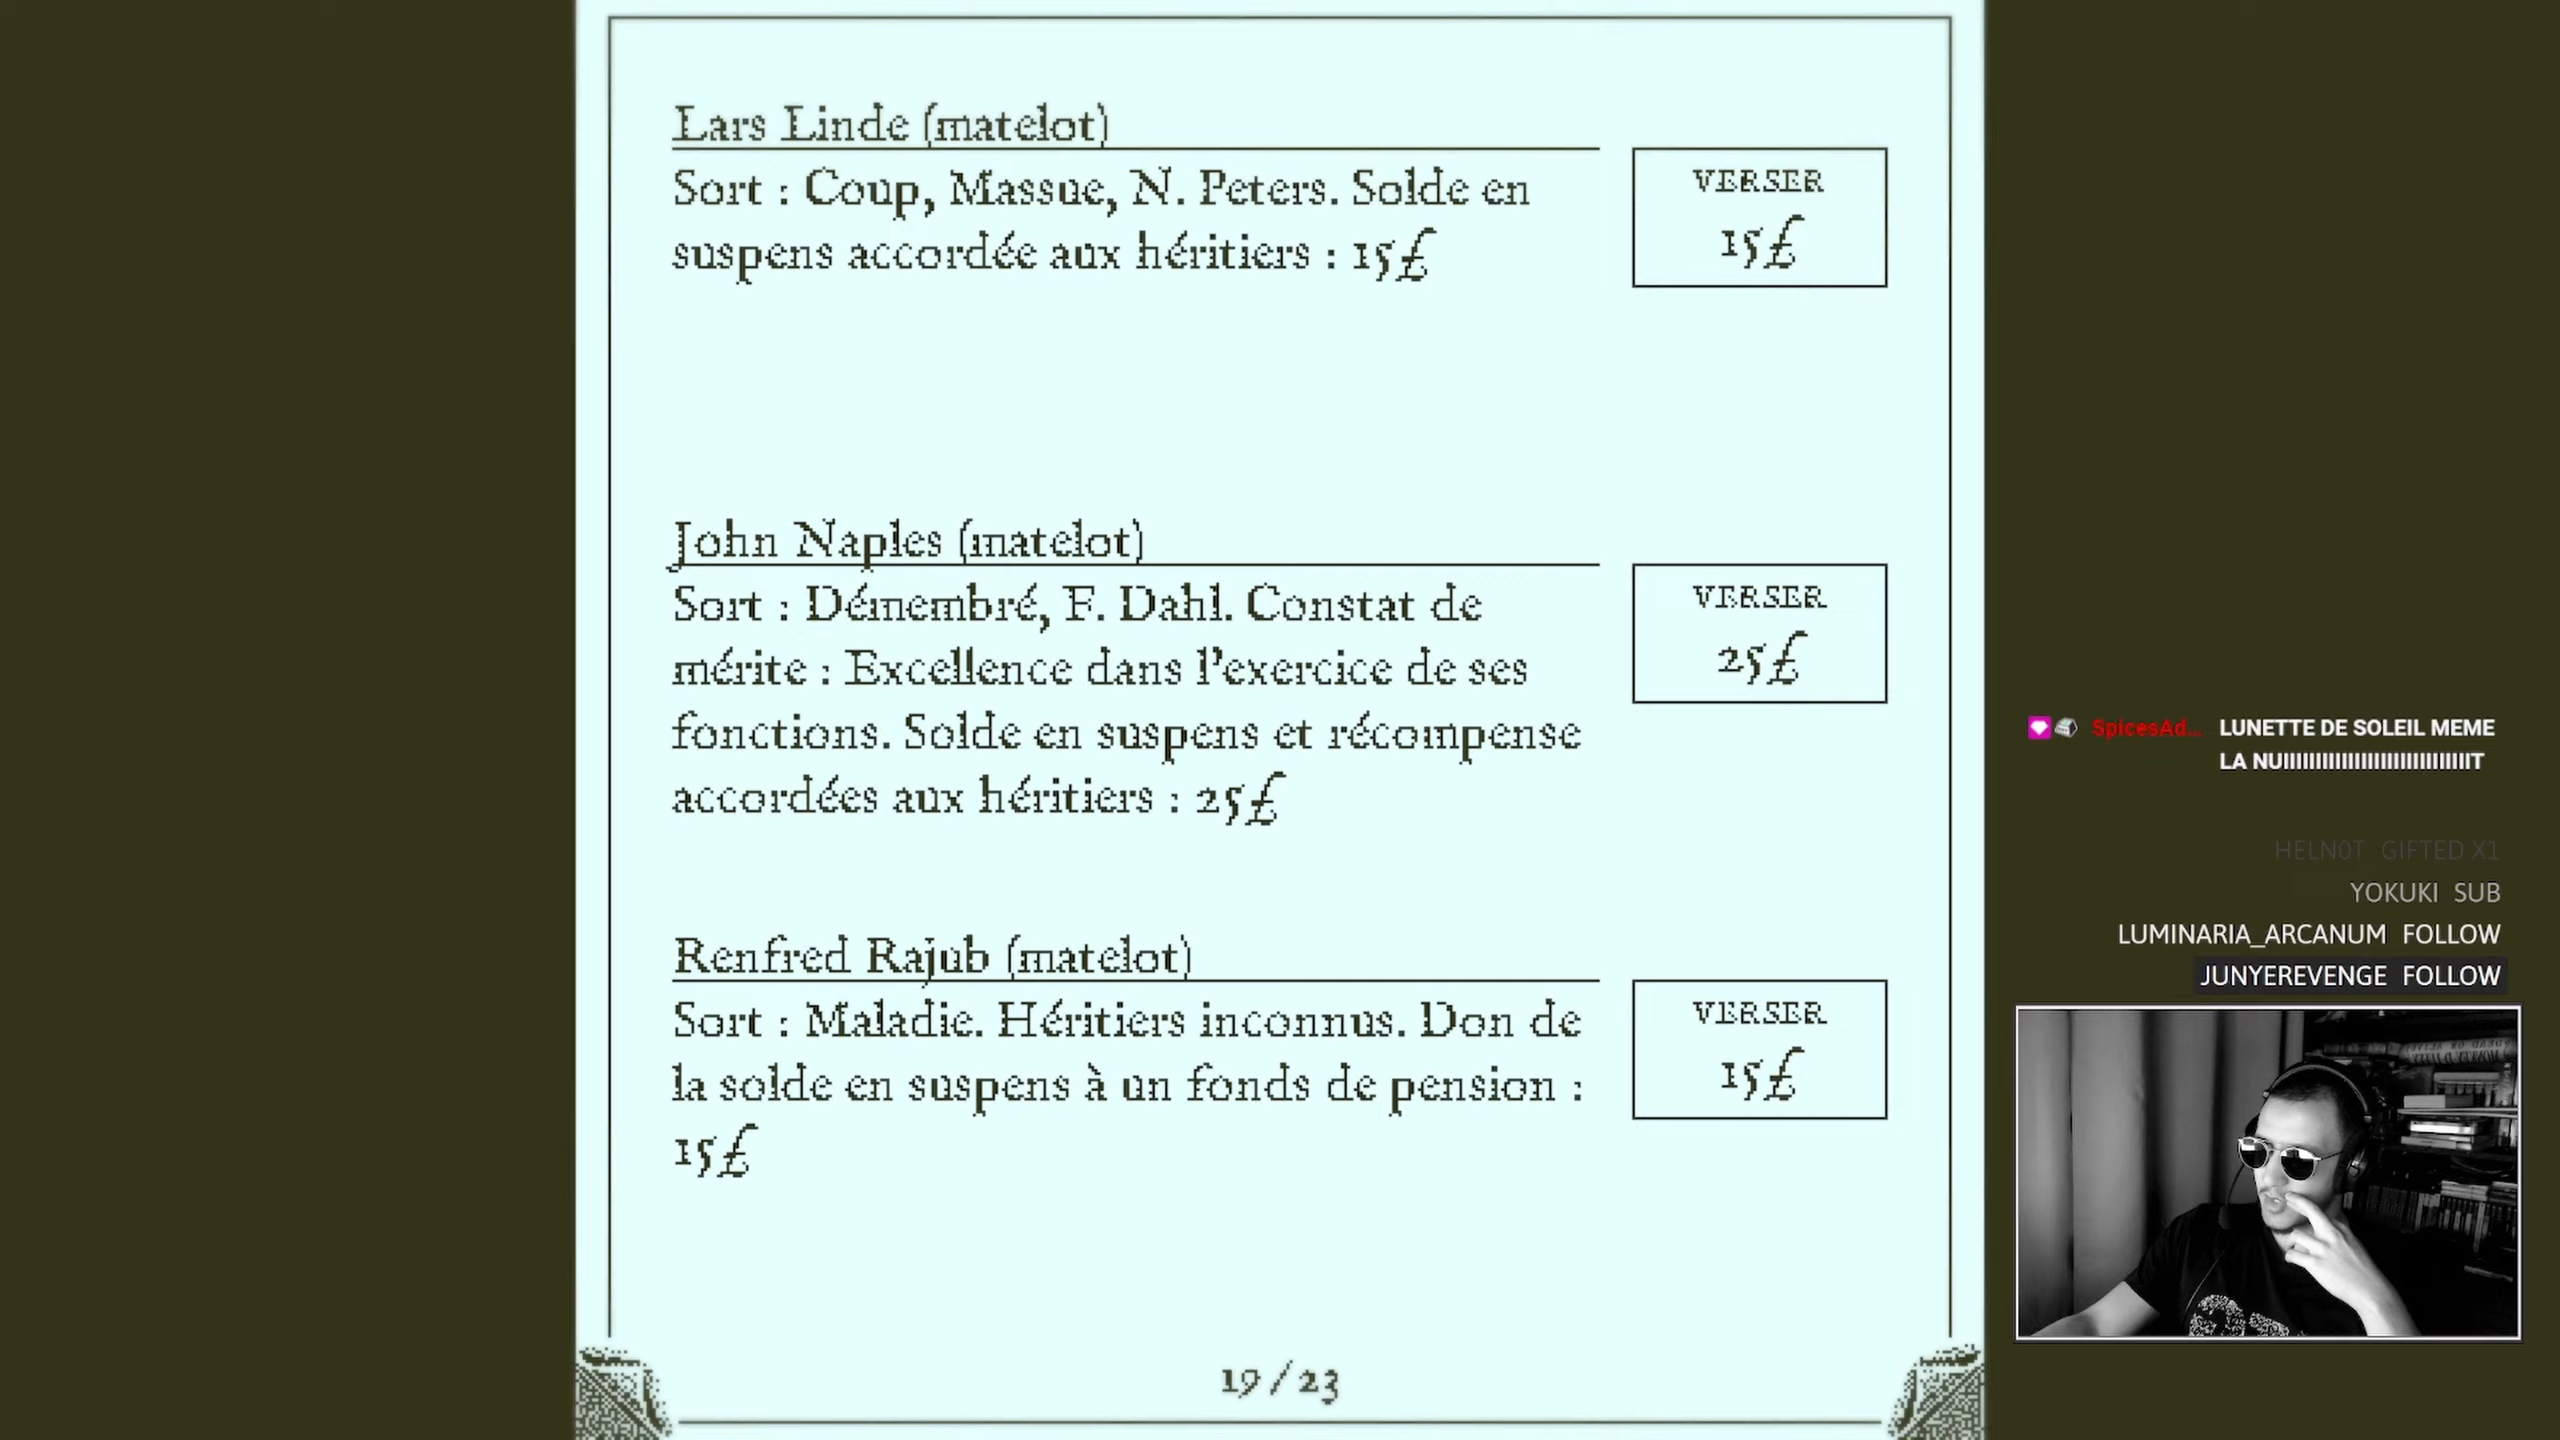 Lars Linde (matelot)
Sort : Coup, Massue, N. Peters. Solde en
suspens accordée aux héritiers : 15£
VERSER
15£
John Naples (matelot)
Sort : Démembré, F. Dahl. Constat de
mérite : Excellence dans l'exercice de ses
fonctions. Solde en suspens et récompense
accordées aux héritiers : 25£
VERSER
25£
Renfred Rajub (matelot)
Sort : Maladie. Héritiers inconnus. Don de
la solde en suspens à un fonds de pension :
15£
VERSER
15£
19/23
SpicesAd... LUNETTE DE SOLEIL MEME
LA NUIIIIIIIIIIIIIIIIIIIIIIIIIIIIIT
HELN0T GIFTED X1
YOKUKI SUB
LUMINARIA_ARCANUM FOLLOW
JUNYEREVENGE FOLLOW